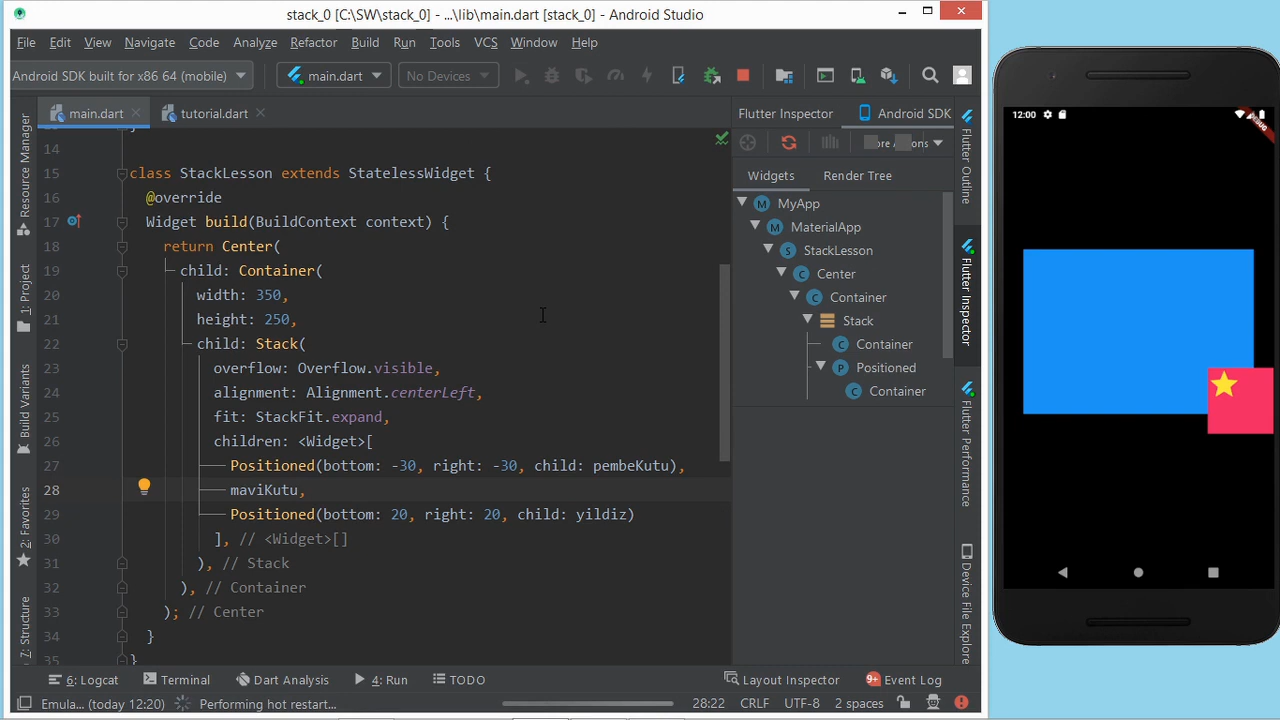 stack_0 [C:\SW\stack_0] - ...\lib\main.dart [stack_0] - Android Studio
File Edit View Navigate Code Analyze Refactor Build Run Tools VCS Window Help
Android SDK built for x86 64 (mobile) main.dart No Devices
main.dart tutorial.dart
Flutter Inspector Android SDK
14
15 class StackLesson extends StatelessWidget {
16 @override
17 Widget build(BuildContext context) {
18 return Center(
19 child: Container(
20 width: 350,
21 height: 250,
22 child: Stack(
23 overflow: Overflow.visible,
24 alignment: Alignment.centerLeft,
25 fit: StackFit.expand,
26 children: <Widget>[
27 Positioned(bottom: -30, right: -30, child: pembeKutu),
28 maviKutu,
29 Positioned(bottom: 20, right: 20, child: yildiz)
30 ], // <Widget>[]
31 ), // Stack
32 ), // Container
33 ); // Center
34 }
35 }
Widgets Render Tree
MyApp
MaterialApp
StackLesson
Center
Container
Stack
Container
Positioned
Container
Resource Manager
1: Project
Build Variants
2: Favorites
7: Structure
Flutter Outline
Flutter Inspector
Flutter Performance
Device File Explore
6: Logcat Terminal Dart Analysis 4: Run TODO Layout Inspector 9+ Event Log
Emula... (today 12:20) Performing hot restart... 28:22 CRLF UTF-8 2 spaces
12:00
DEBUG